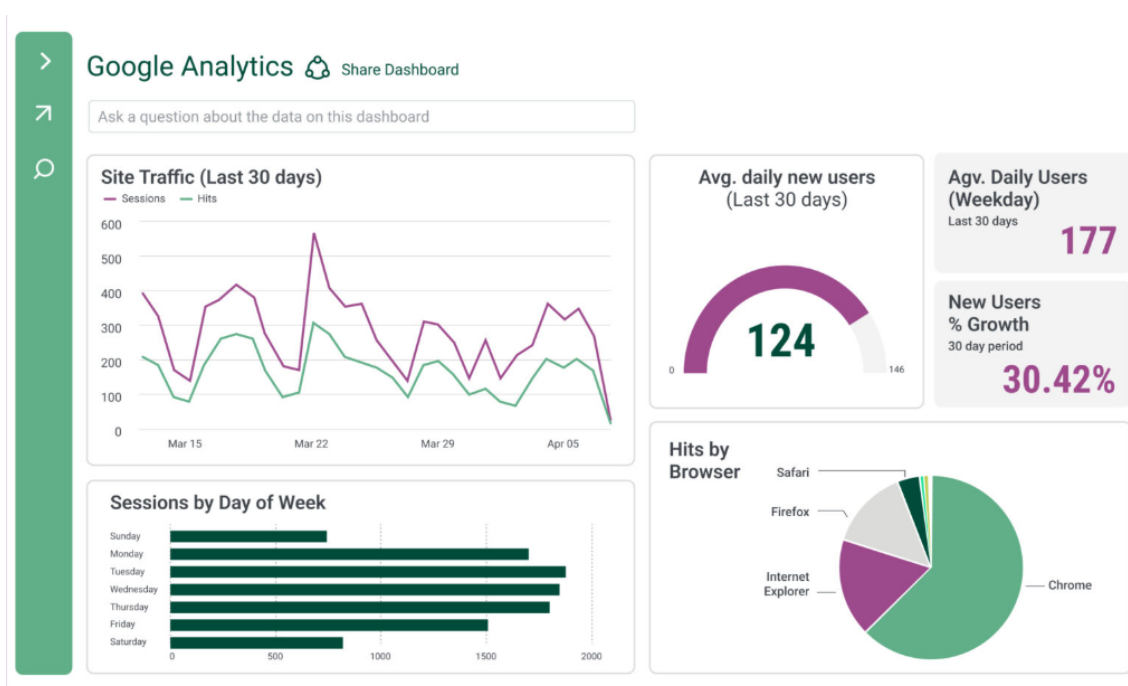 Google Analytics Share Dashboard
Ask a question about the data on this dashboard
Site Traffic (Last 30 days)
Sessions Hits
600
500
400
300
200
100
0
Mar 15 Mar 22 Mar 29 Apr 05
Avg. daily new users
(Last 30 days)
124
0 146
Agv. Daily Users
(Weekday)
Last 30 days
177
New Users
% Growth
30 day period
30.42%
Sessions by Day of Week
Sunday
Monday
Tuesday
Wednesday
Thursday
Friday
Saturday
0 500 1000 1500 2000
Hits by
Browser
Safari
Firefox
Internet
Explorer
Chrome